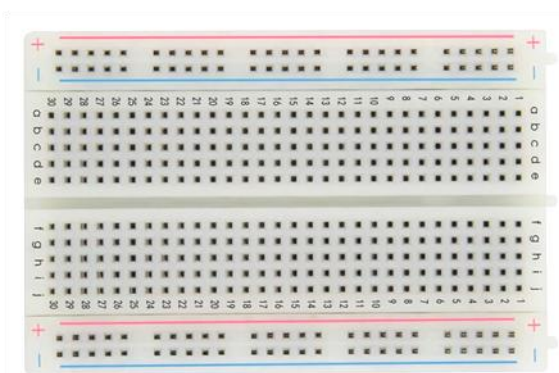 + +
− −
30 29 28 27 26 25 24 23 22 21 20 19 18 17 16 15 14 13 12 11 10 9 8 7 6 5 4 3 2 1
a a
b b
c c
d d
e e
f f
g g
h h
i i
j j
30 29 28 27 26 25 24 23 22 21 20 19 18 17 16 15 14 13 12 11 10 9 8 7 6 5 4 3 2 1
+ +
− −